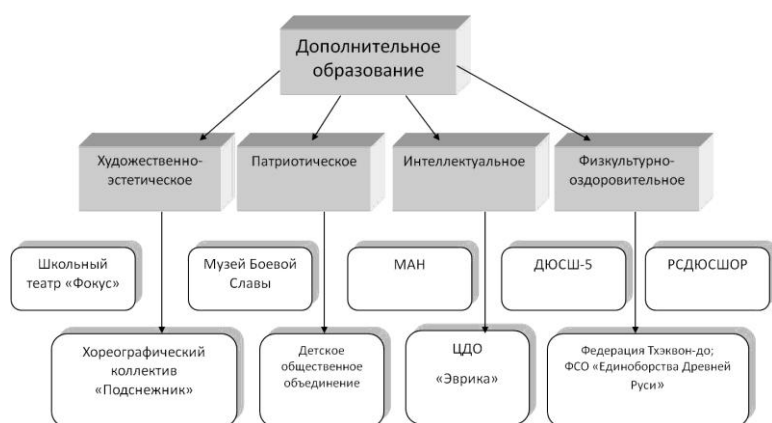 Дополнительное
образование
Художественно-
эстетическое
Патриотическое
Интеллектуальное
Физкультурно-
оздоровительное
Школьный
театр «Фокус»
Музей Боевой
Славы
МАН
ДЮСШ-5
РСДЮСШОР
Хореографический
коллектив
«Подснежник»
Детское
общественное
объединение
ЦДО
«Эврика»
Федерация Тхэквон-до;
ФСО «Единоборства Древней
Руси»